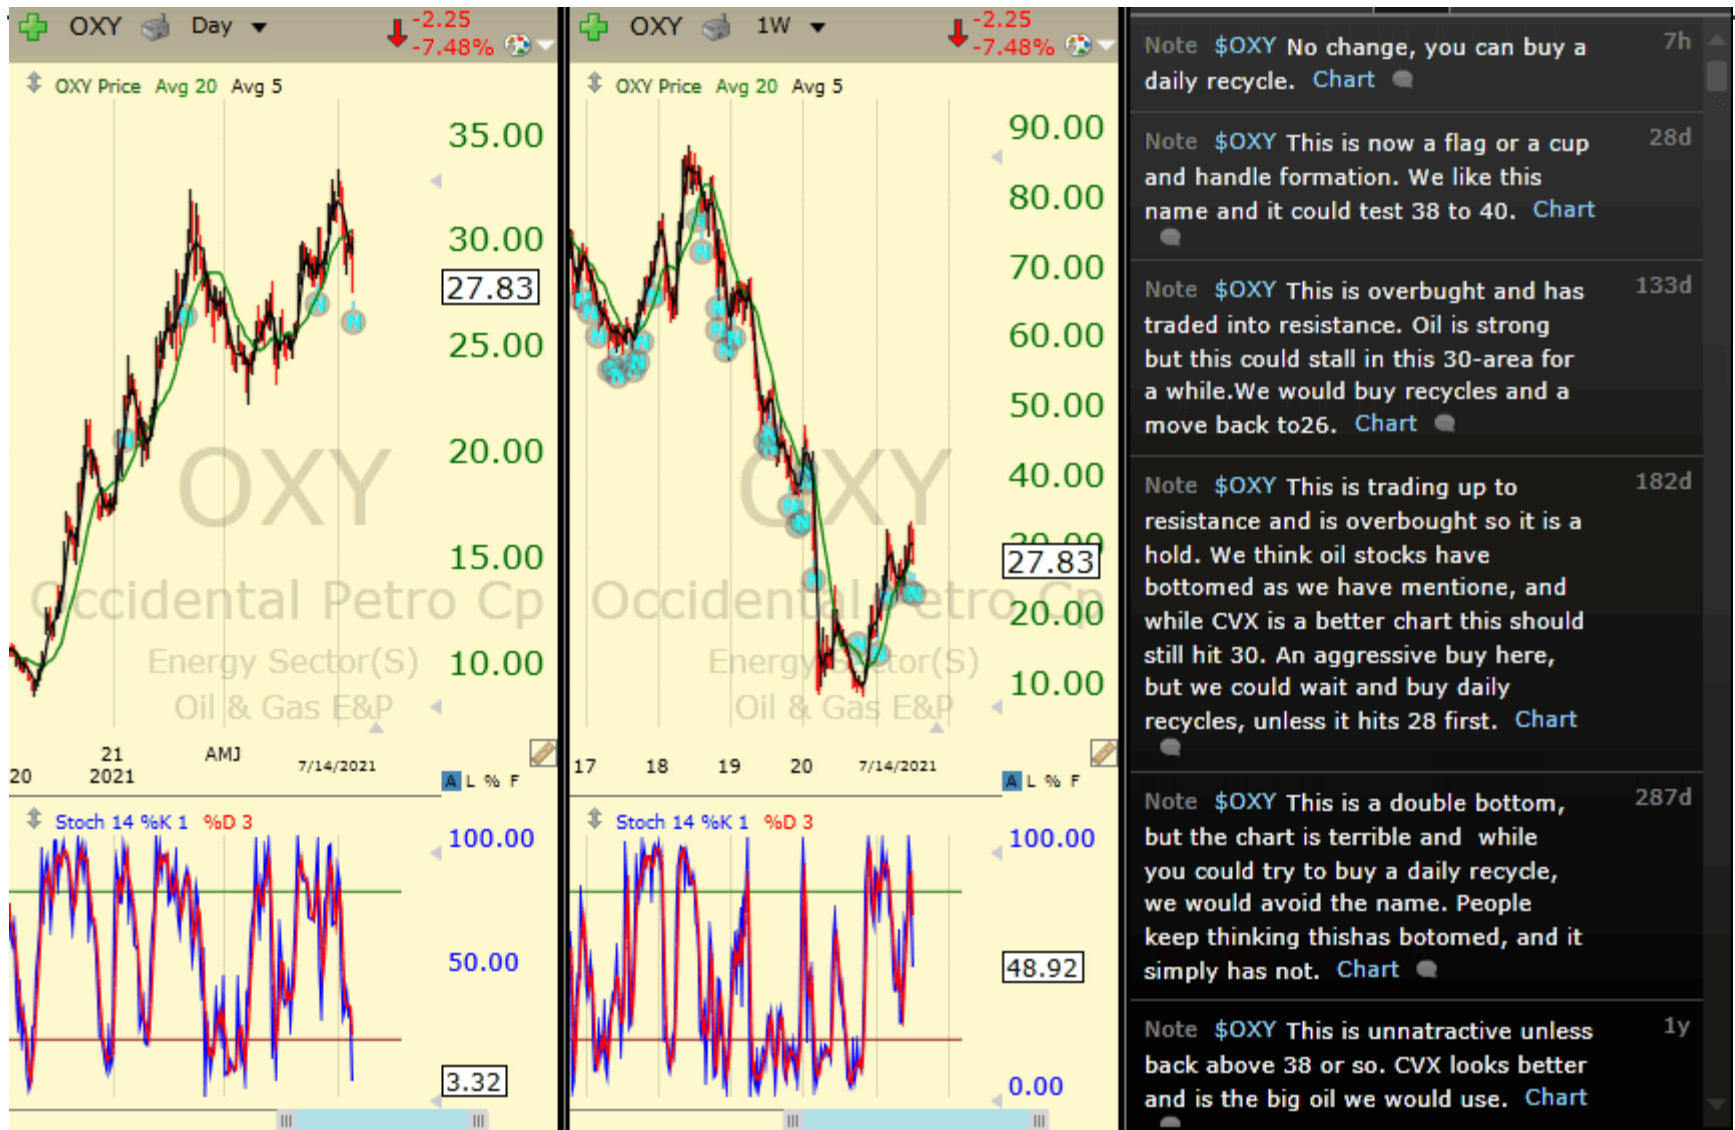 OXY Day
-2.25
-7.48%
OXY Price Avg 20 Avg 5
35.00
30.00
27.83
25.00
20.00
15.00
10.00
OXY
Occidental Petro Cp
Energy Sector(S)
Oil & Gas E&P
20
21
2021
AMJ
7/14/2021
A L % F
Stoch 14 %K 1 %D 3
100.00
50.00
3.32
OXY 1W
-2.25
-7.48%
OXY Price Avg 20 Avg 5
90.00
80.00
70.00
60.00
50.00
40.00
30.00
27.83
20.00
10.00
OXY
Occidental Petro Cp
Energy Sector(S)
Oil & Gas E&P
17 18 19 20 7/14/2021
A L % F
Stoch 14 %K 1 %D 3
100.00
48.92
0.00
Note $OXY No change, you can buy a 7h
daily recycle. Chart
Note $OXY This is now a flag or a cup 28d
and handle formation. We like this
name and it could test 38 to 40. Chart
Note $OXY This is overbught and has 133d
traded into resistance. Oil is strong
but this could stall in this 30-area for
a while.We would buy recycles and a
move back to26. Chart
Note $OXY This is trading up to 182d
resistance and is overbought so it is a
hold. We think oil stocks have
bottomed as we have mentione, and
while CVX is a better chart this should
still hit 30. An aggressive buy here,
but we could wait and buy daily
recycles, unless it hits 28 first. Chart
Note $OXY This is a double bottom, 287d
but the chart is terrible and while
you could try to buy a daily recycle,
we would avoid the name. People
keep thinking thishas botomed, and it
simply has not. Chart
Note $OXY This is unnatractive unless 1y
back above 38 or so. CVX looks better
and is the big oil we would use. Chart